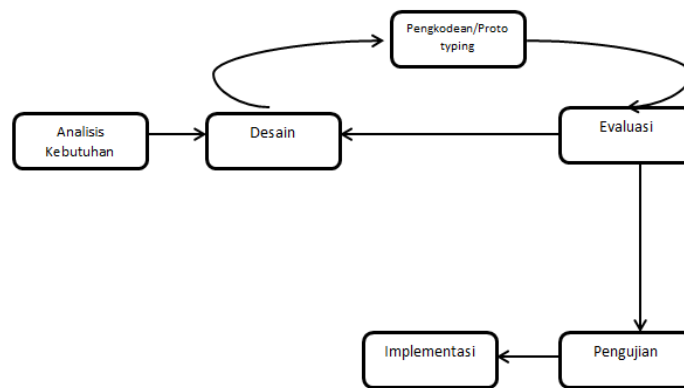 Pengkodean/Proto
typing
Analisis
Kebutuhan
Desain
Evaluasi
Implementasi
Pengujian